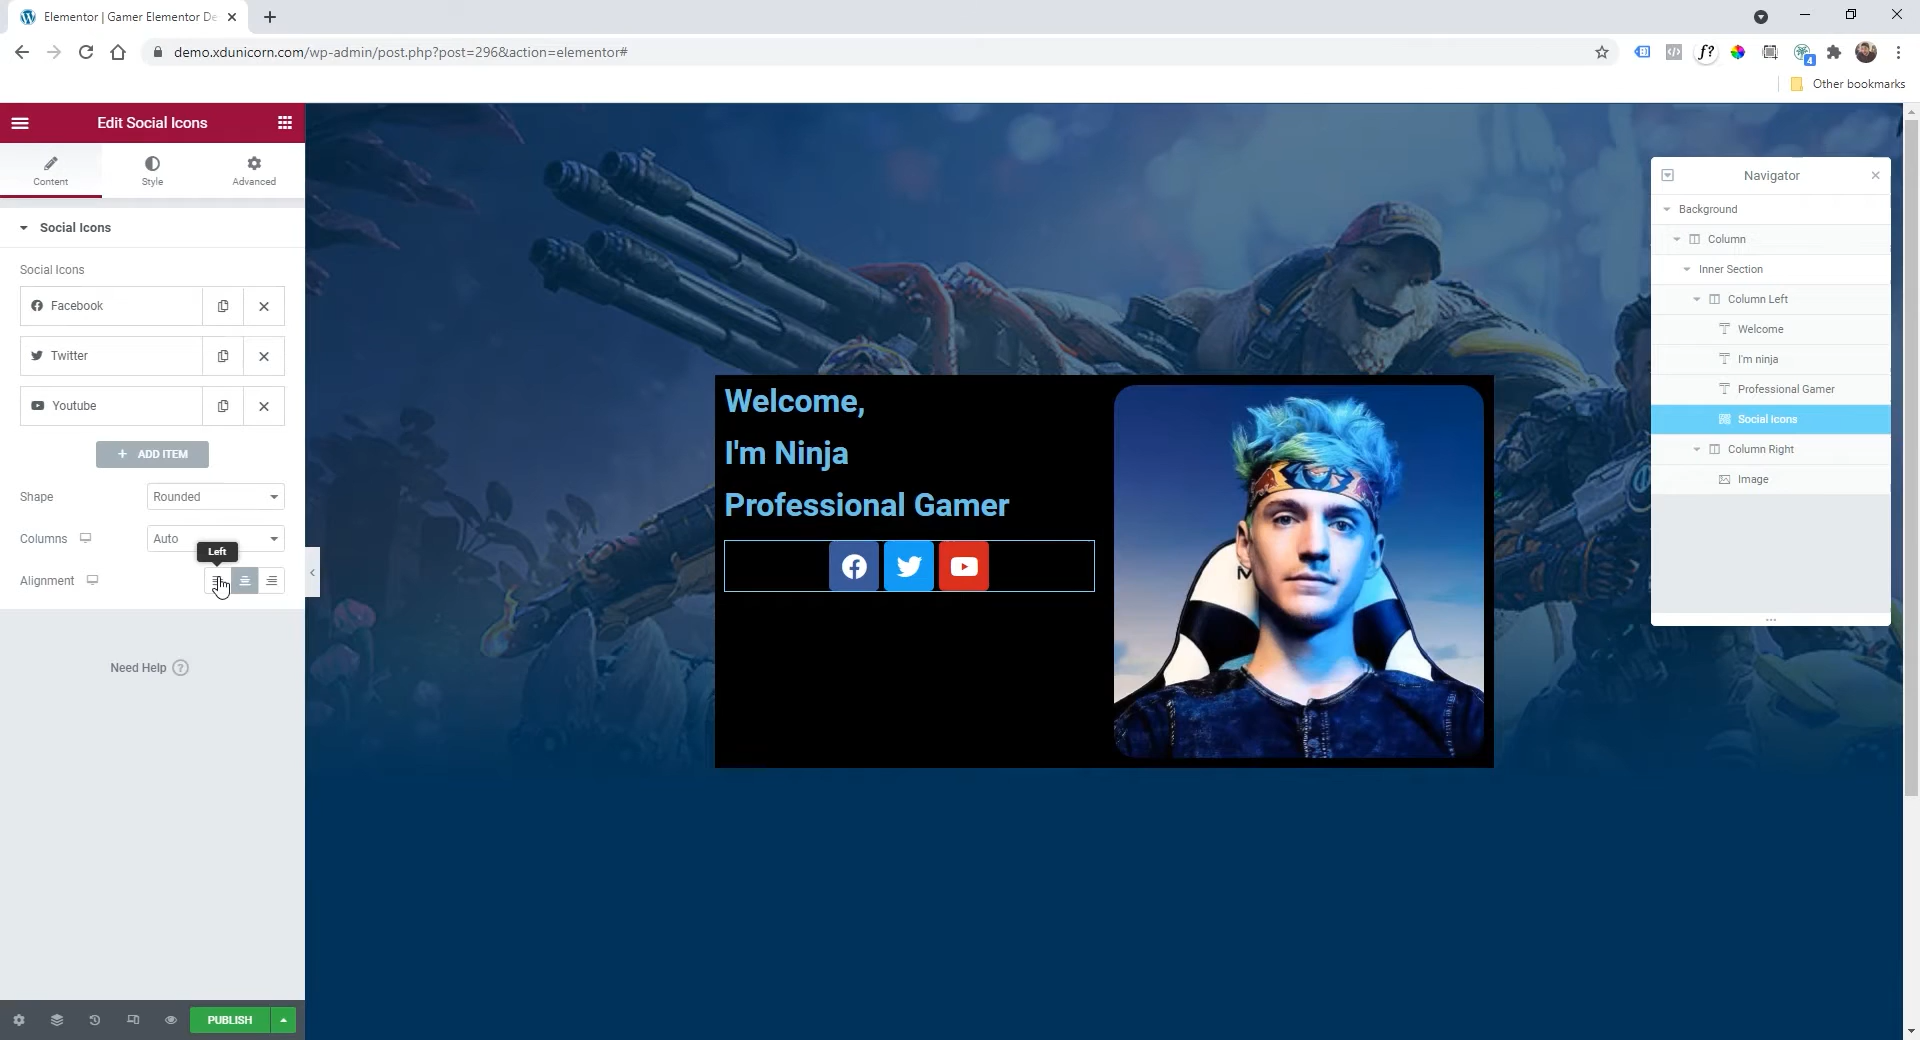 Elementor | Gamer Elementor De
demo.xdunicorn.com/wp-admin/post.php?post=296&action=elementor#
f?
4
Other bookmarks
Edit Social Icons
Content
Style
Advanced
Social Icons
Social Icons
Facebook
Twitter
Youtube
+ ADD ITEM
Shape
Rounded
Columns
Auto
Left
Alignment
Need Help ?
PUBLISH
Welcome,
I'm Ninja
Professional Gamer
Navigator
Background
Column
Inner Section
Column Left
Welcome
I'm ninja
Professional Gamer
Social Icons
Column Right
Image